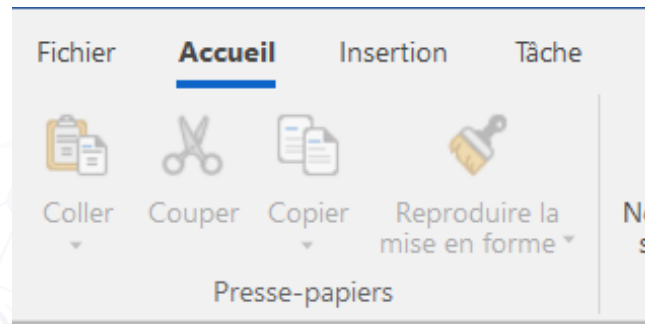 Fichier Accueil Insertion Tâche
Coller Couper Copier Reproduire la
mise en forme
Presse-papiers